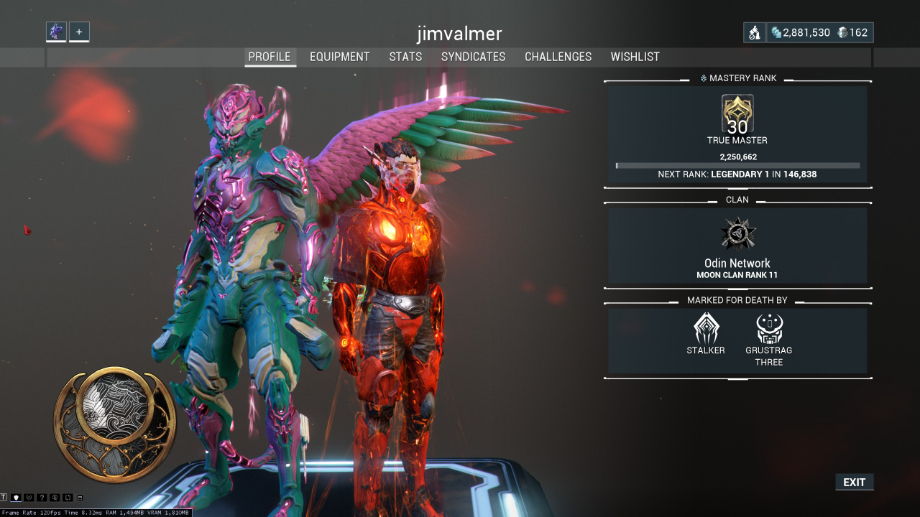 jimvalmer
2,881,530 162
PROFILE EQUIPMENT STATS SYNDICATES CHALLENGES WISHLIST
MASTERY RANK
30
TRUE MASTER
2,250,662
NEXT RANK: LEGENDARY 1 IN 146,838
CLAN
Odin Network
MOON CLAN RANK 11
MARKED FOR DEATH BY
STALKER
GRUSTRAG THREE
EXIT
Frame Rate 120fps Time 8.32ms RAM 1,494MB VRAM 1,810MB